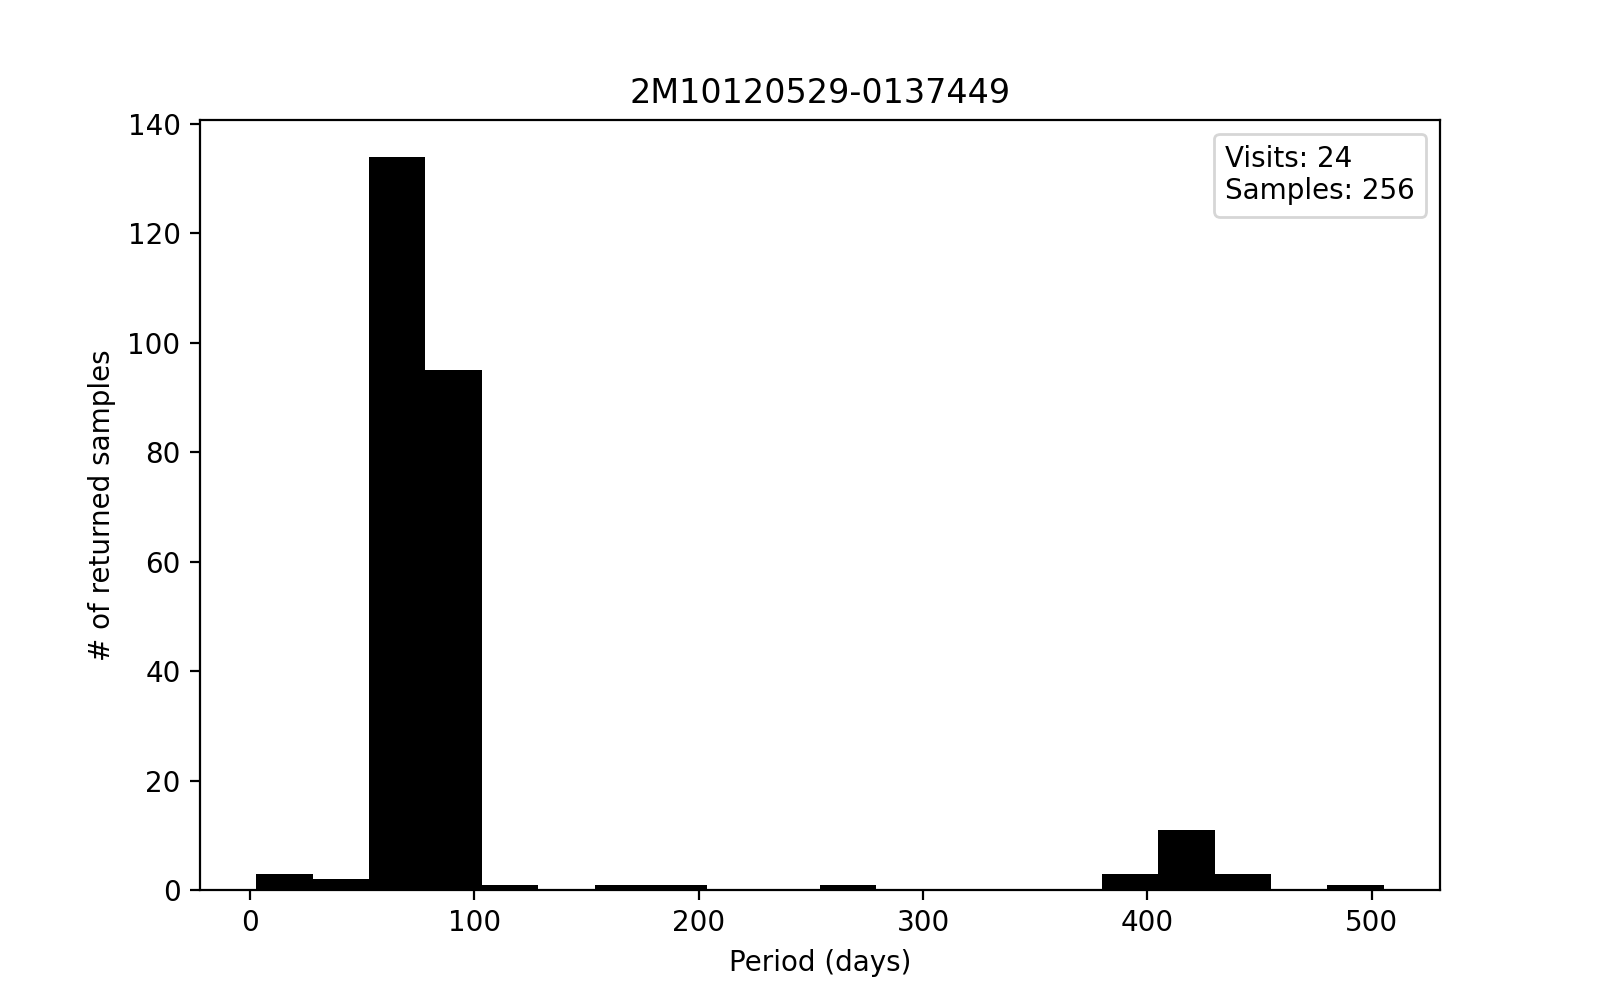 2M10120529-0137449
Visits: 24
Samples: 256
# of returned samples
140
120
100
80
60
40
20
0
0 100 200 300 400 500
Period (days)